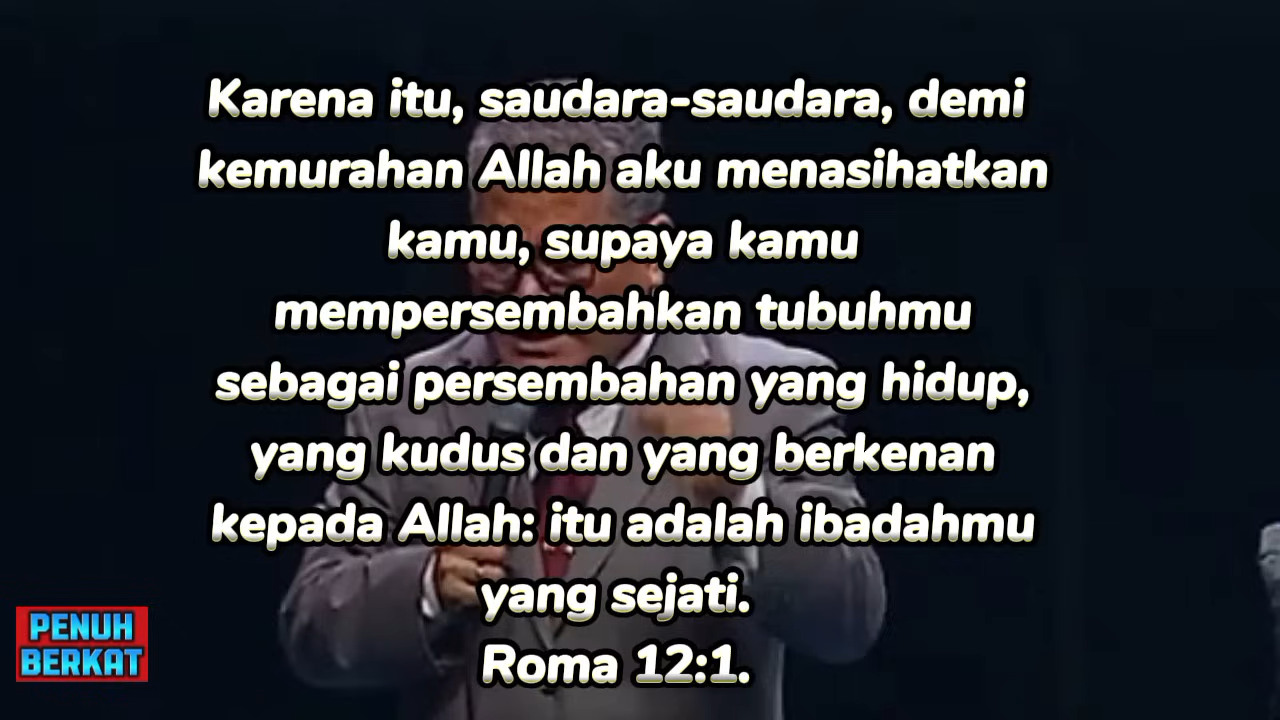 Karena itu, saudara-saudara, demi
kemurahan Allah aku menasihatkan
kamu, supaya kamu
mempersembahkan tubuhmu
sebagai persembahan yang hidup,
yang kudus dan yang berkenan
kepada Allah: itu adalah ibadahmu
yang sejati.
Roma 12:1.
PENUH
BERKAT